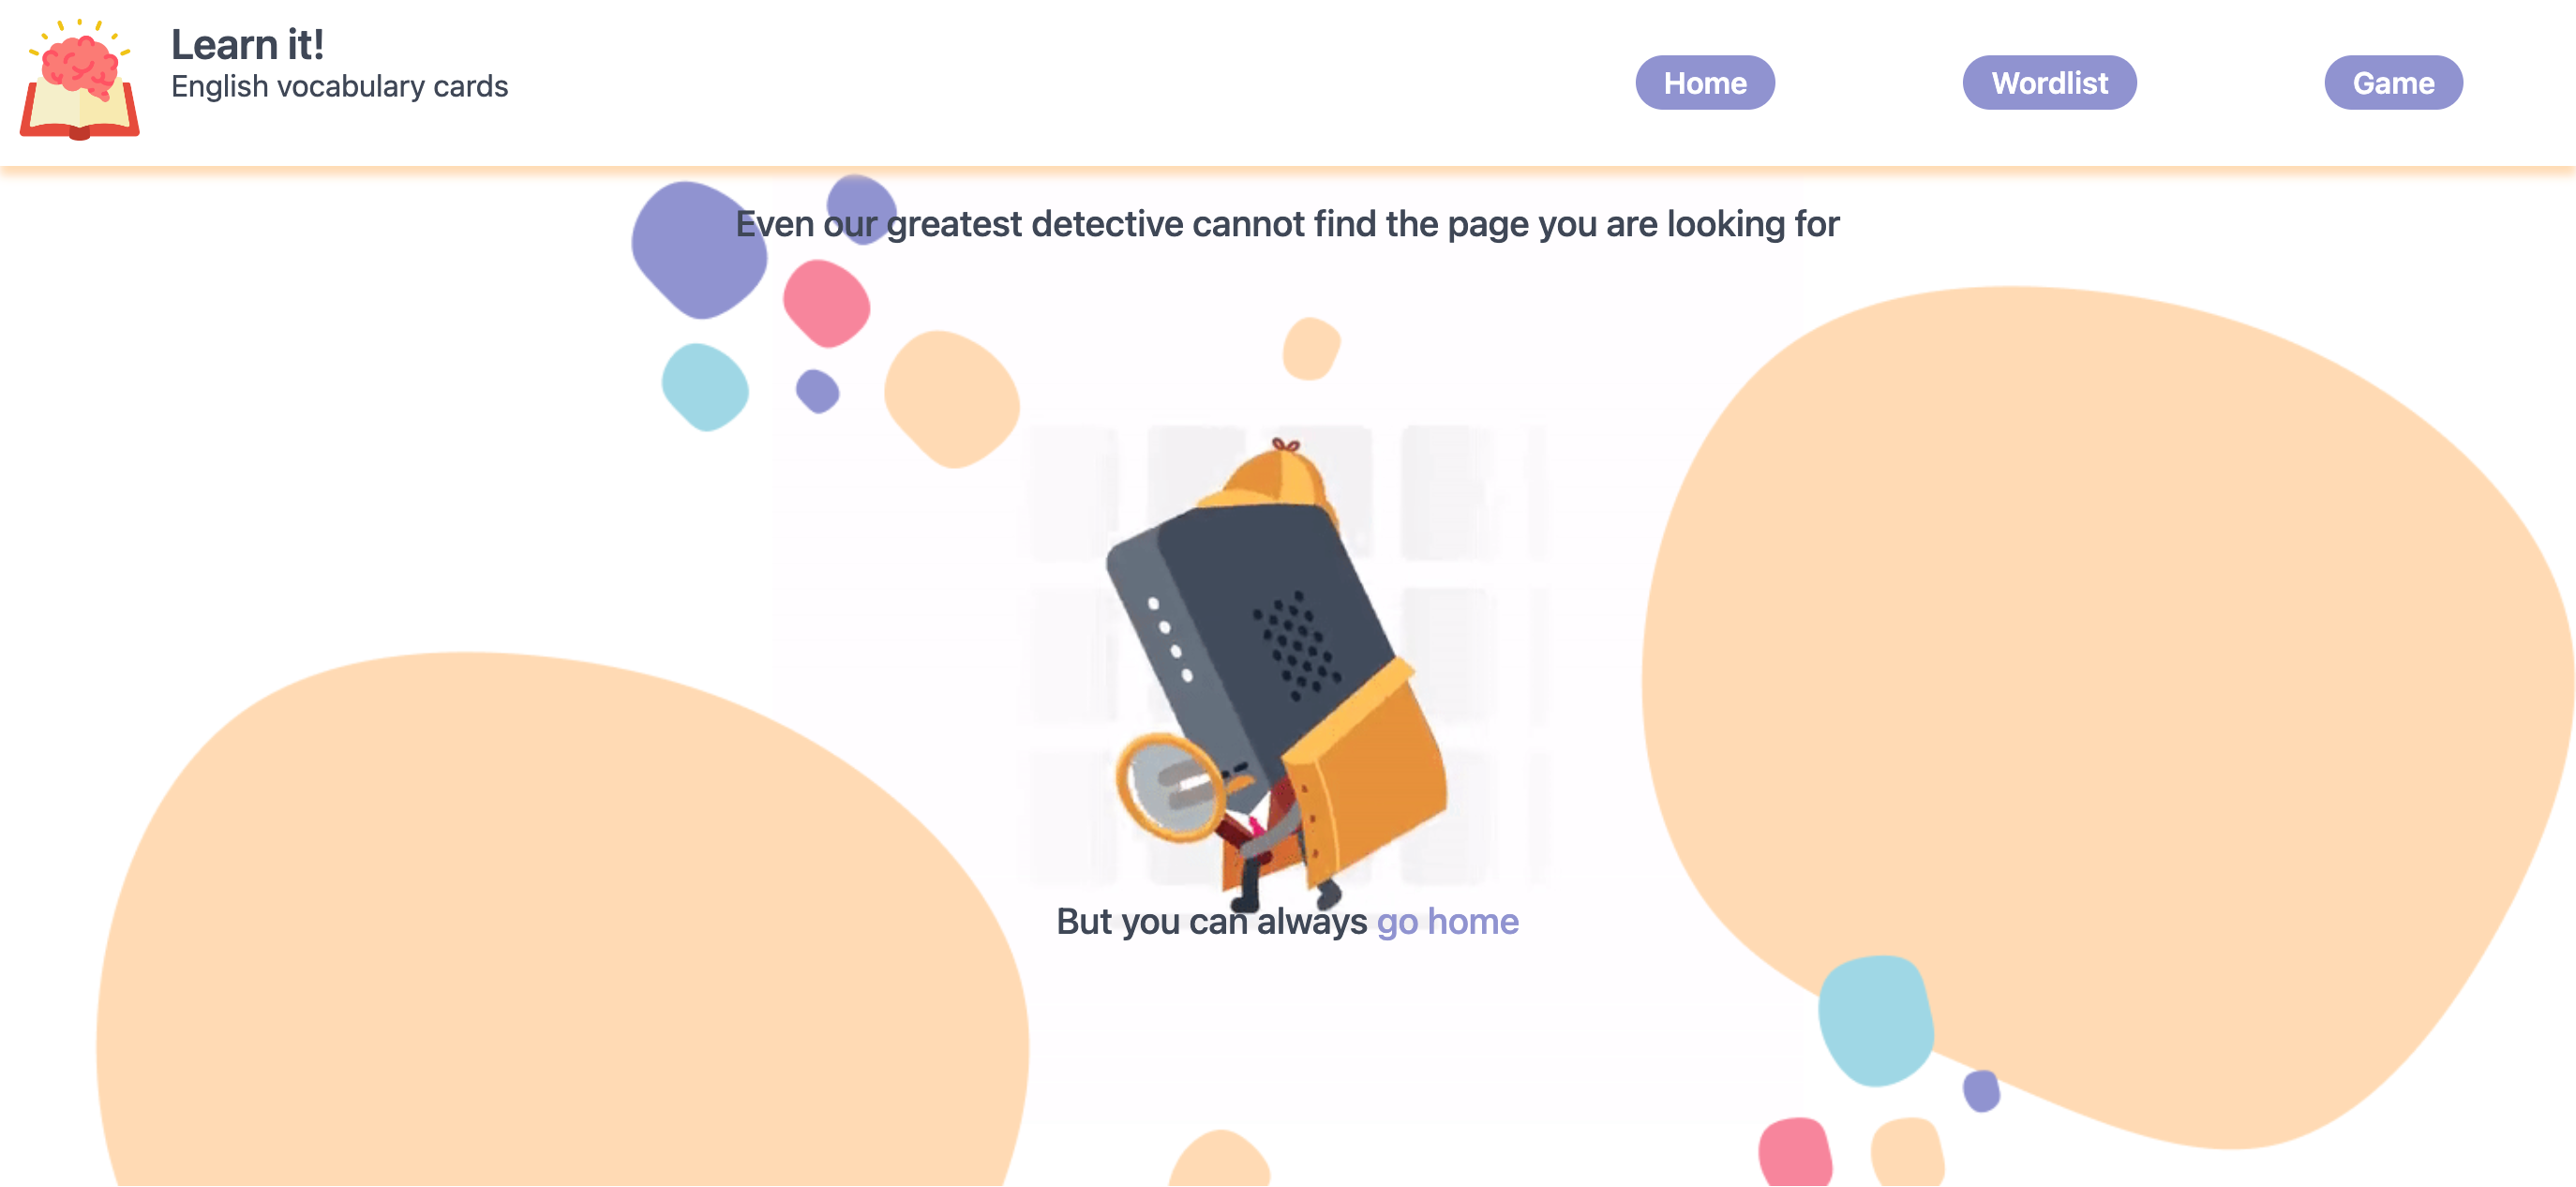 Learn it!
English vocabulary cards
Home
Wordlist
Game
Even our greatest detective cannot find the page you are looking for
But you can always go home